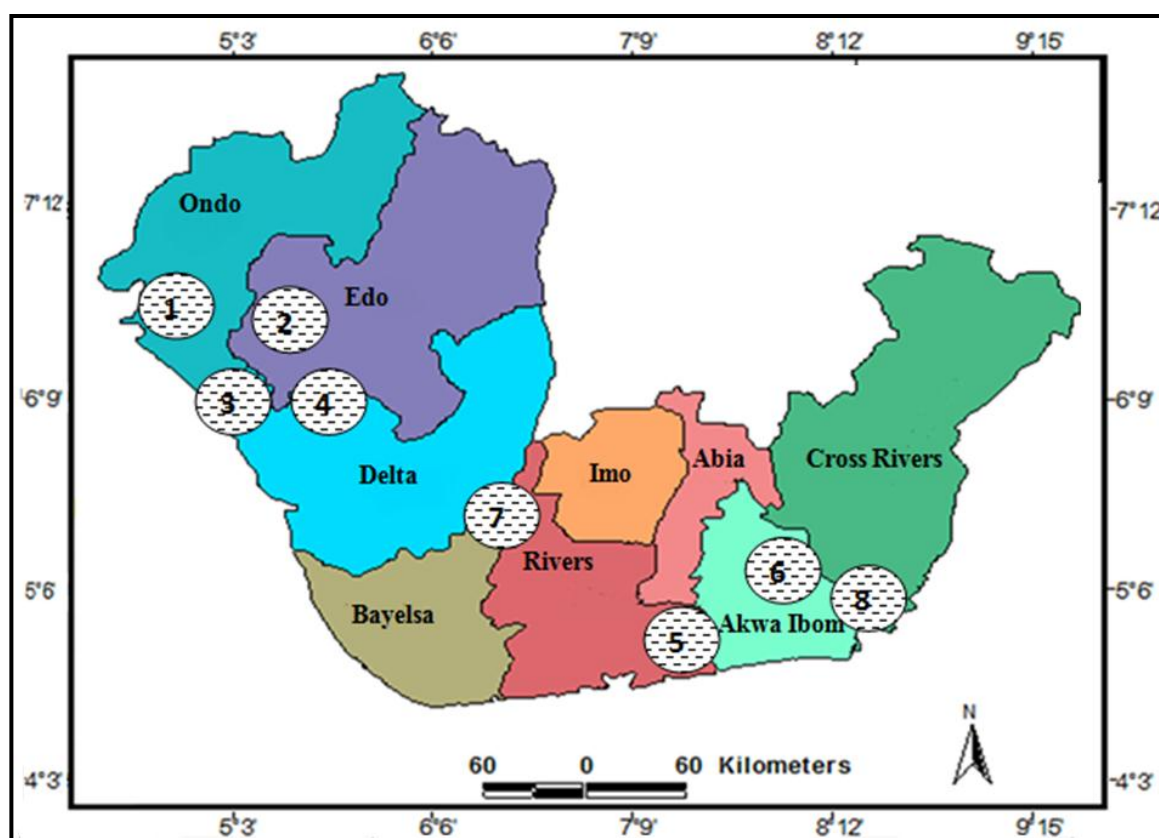 5°3' 6°6' 7°9' 8°12' 9°15'
7°12' 7°12'
Ondo
Edo
1
2
6°9' 6°9'
3 4
Delta Imo Abia Cross Rivers
7
Rivers
6
5°6' 5°6'
8
Bayelsa Akwa Ibom
5
N
60 0 60 Kilometers
4°3' 4°3'
5°3' 6°6' 7°9' 8°12' 9°15'